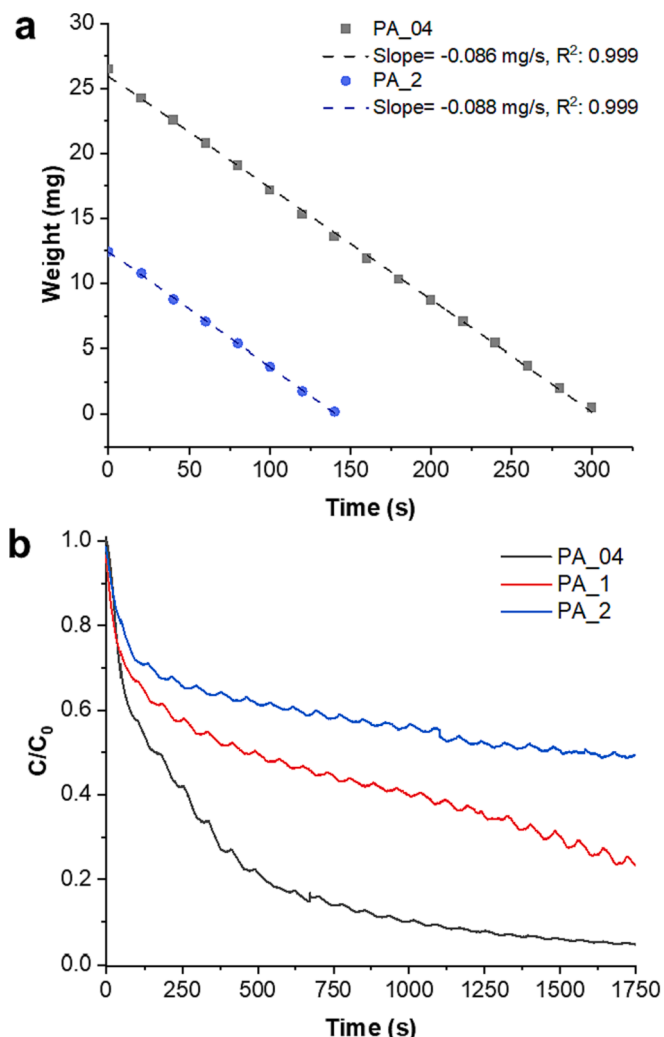 a
PA_04
Slope= -0.086 mg/s, R²: 0.999
PA_2
Slope= -0.088 mg/s, R²: 0.999
30
25
20
15
10
5
0
Weight (mg)
0 50 100 150 200 250 300
Time (s)
b
PA_04
PA_1
PA_2
1.0
0.8
0.6
0.4
0.2
0.0
C/C₀
0 250 500 750 1000 1250 1500 1750
Time (s)